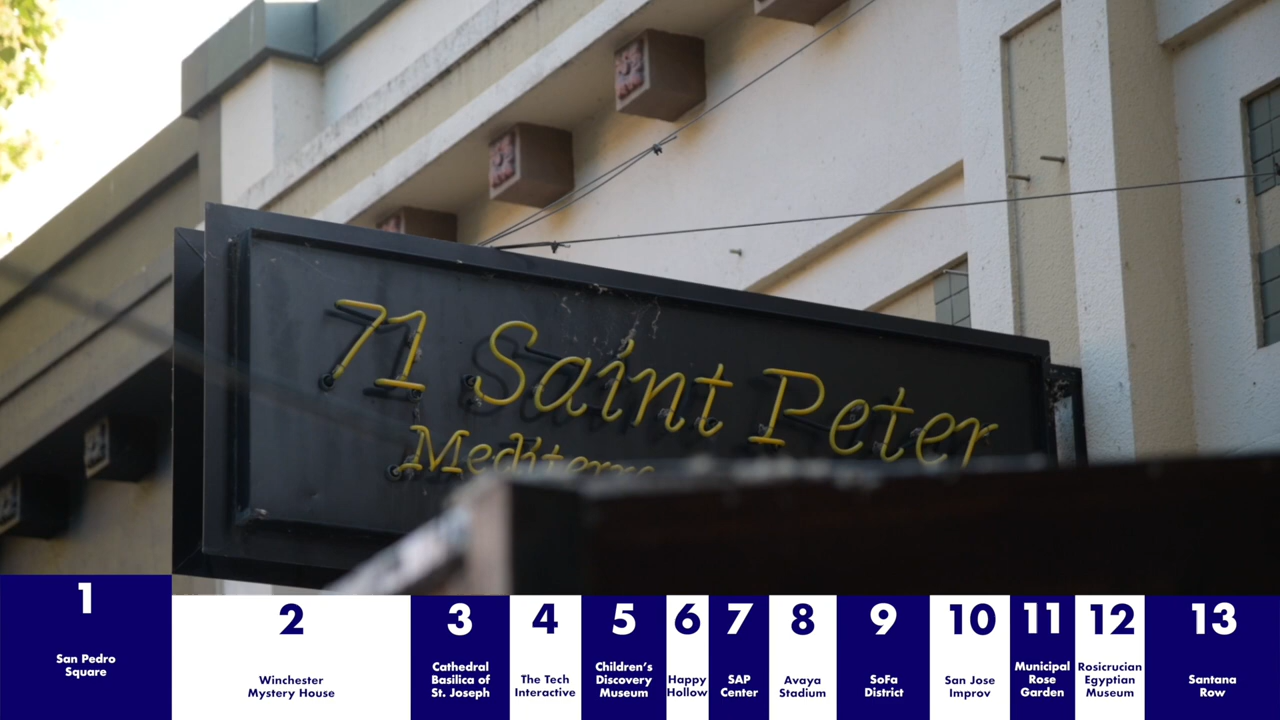 71 Saint Peter
1
San Pedro
Square
2
Winchester
Mystery House
3
Cathedral
Basilica of
St. Joseph
4
The Tech
Interactive
5
Children's
Discovery
Museum
6
Happy
Hollow
7
SAP
Center
8
Avaya
Stadium
9
SoFa
District
10
San Jose
Improv
11
Municipal
Rose
Garden
12
Rosicrucian
Egyptian
Museum
13
Santana
Row